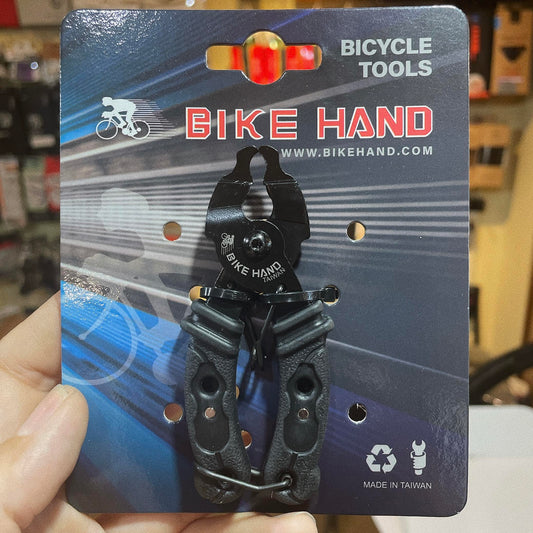 BICYCLE
TOOLS
BIKE HAND
WWW.BIKEHAND.COM
BIKE HAND
TAIWAN
MADE IN TAIWAN